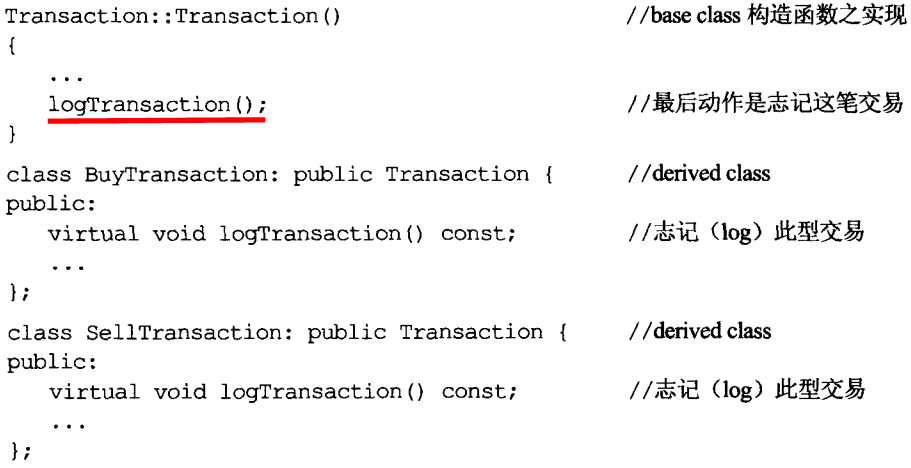 Transaction::Transaction() //base class 构造函数之实现
{
...
logTransaction(); //最后动作是志记这笔交易
}
class BuyTransaction: public Transaction { //derived class
public:
virtual void logTransaction() const; //志记（log）此型交易
...
};
class SellTransaction: public Transaction { //derived class
public:
virtual void logTransaction() const; //志记（log）此型交易
...
};